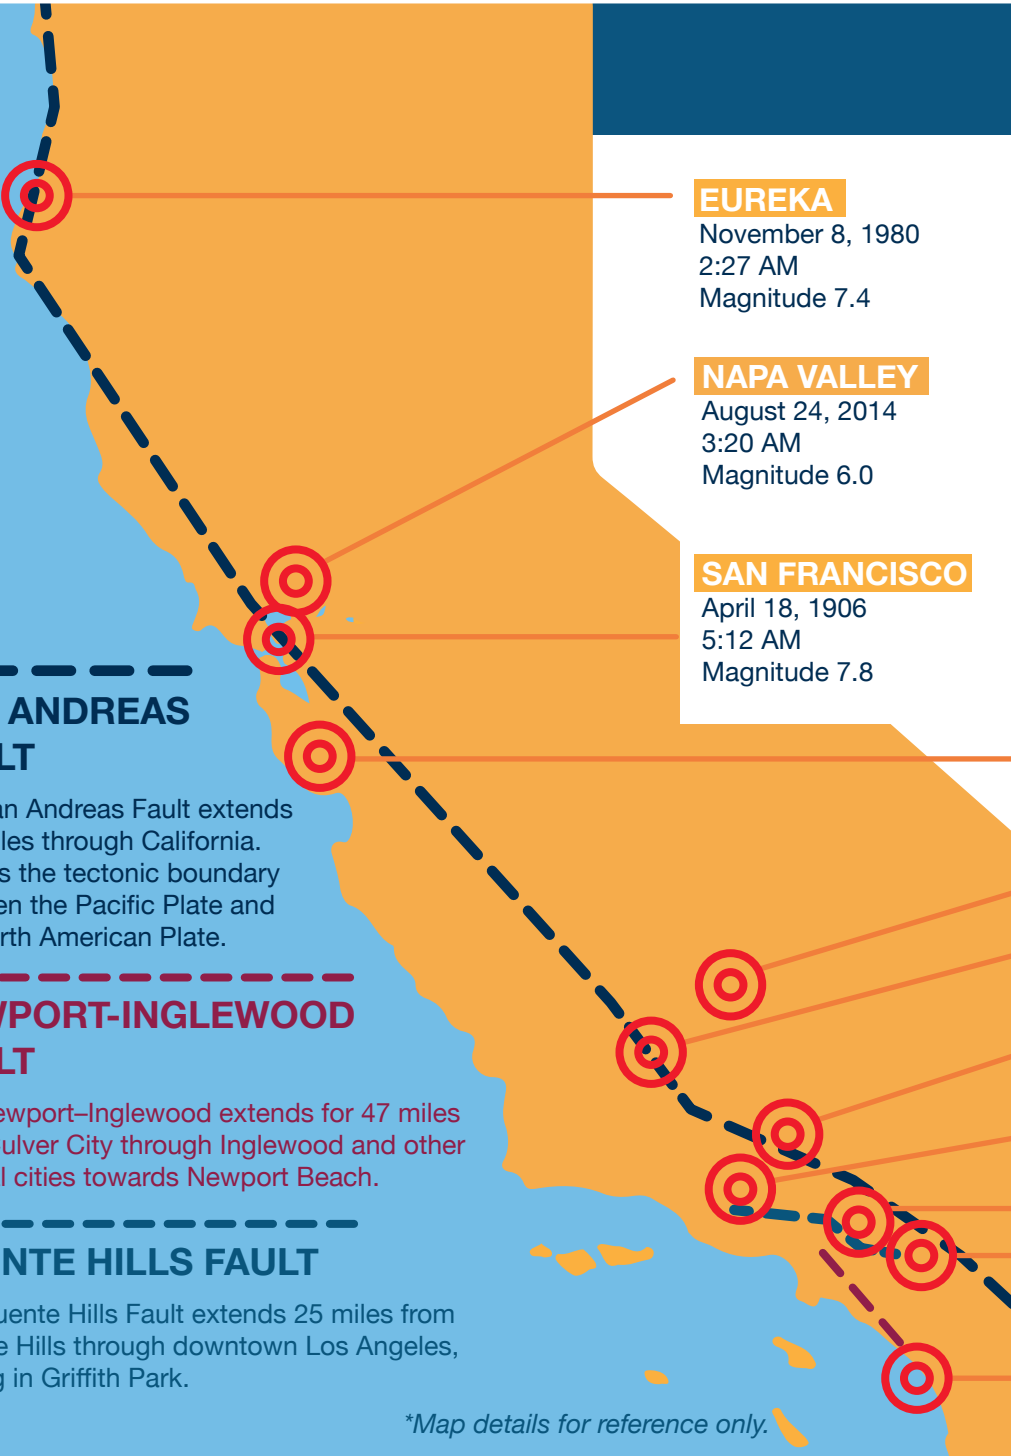 EUREKA
November 8, 1980
2:27 AM
Magnitude 7.4
NAPA VALLEY
August 24, 2014
3:20 AM
Magnitude 6.0
SAN FRANCISCO
April 18, 1906
5:12 AM
Magnitude 7.8
ANDREAS
LT
an Andreas Fault extends
les through California.
s the tectonic boundary
en the Pacific Plate and
rth American Plate.
WPORT-INGLEWOOD
LT
ewport–Inglewood extends for 47 miles
ulver City through Inglewood and other
l cities towards Newport Beach.
NTE HILLS FAULT
uente Hills Fault extends 25 miles from
e Hills through downtown Los Angeles,
g in Griffith Park.
*Map details for reference only.